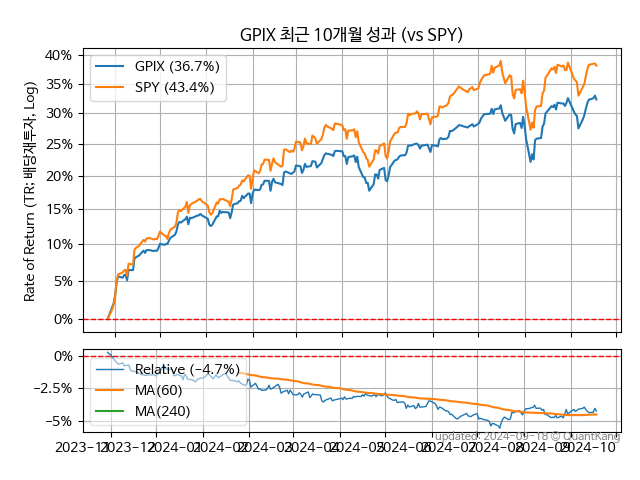 GPIX 최근 10개월 성과 (vs SPY)
Rate of Return (TR; 배당재투자, Log)
40%
35%
30%
25%
20%
15%
10%
5%
0%
GPIX (36.7%)
SPY (43.4%)
0%
−2.5%
−5%
Relative (−4.7%)
MA(60)
MA(240)
updated: 2024-09-18 © QuantKang
2023−11 2023−12 2024−01 2024−02 2024−03 2024−04 2024−05 2024−06 2024−07 2024−08 2024−09 2024−10